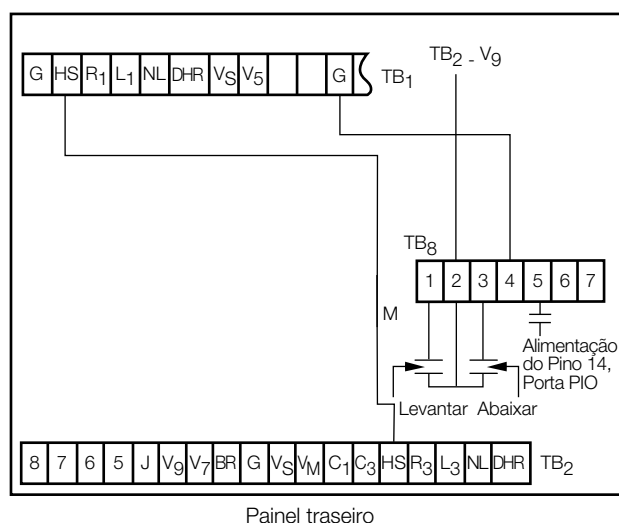 G HS R1 L1 NL DHR VS V5 G TB1
TB2 - V9
TB8
1 2 3 4 5 6 7
M
Alimentação
do Pino 14,
Porta PIO
Levantar Abaixar
8 7 6 5 J V9 V7 BR G VS VM C1 C3 HS R3 L3 NL DHR TB2
Painel traseiro